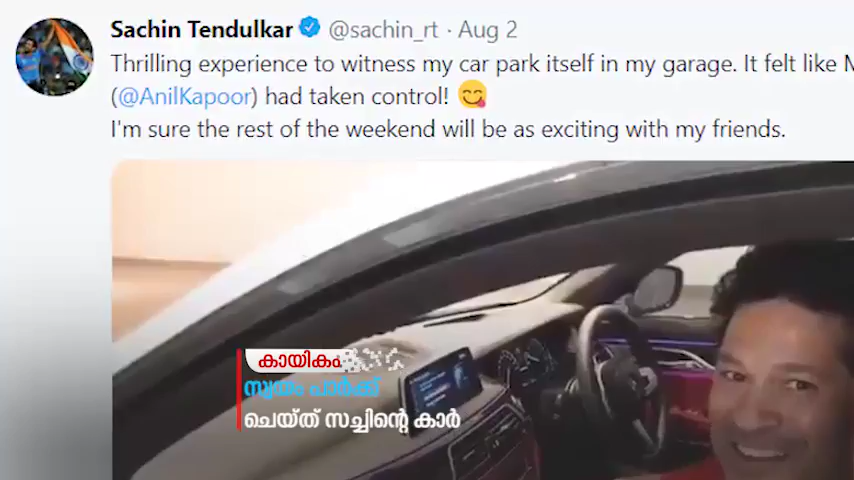 Sachin Tendulkar @sachin_rt · Aug 2
Thrilling experience to witness my car park itself in my garage. It felt like
(@AnilKapoor) had taken control! 😋
I'm sure the rest of the weekend will be as exciting with my friends.
കായികം
സ്വയം പാർക്ക്
ചെയ്ത് സച്ചിന്റെ കാർ